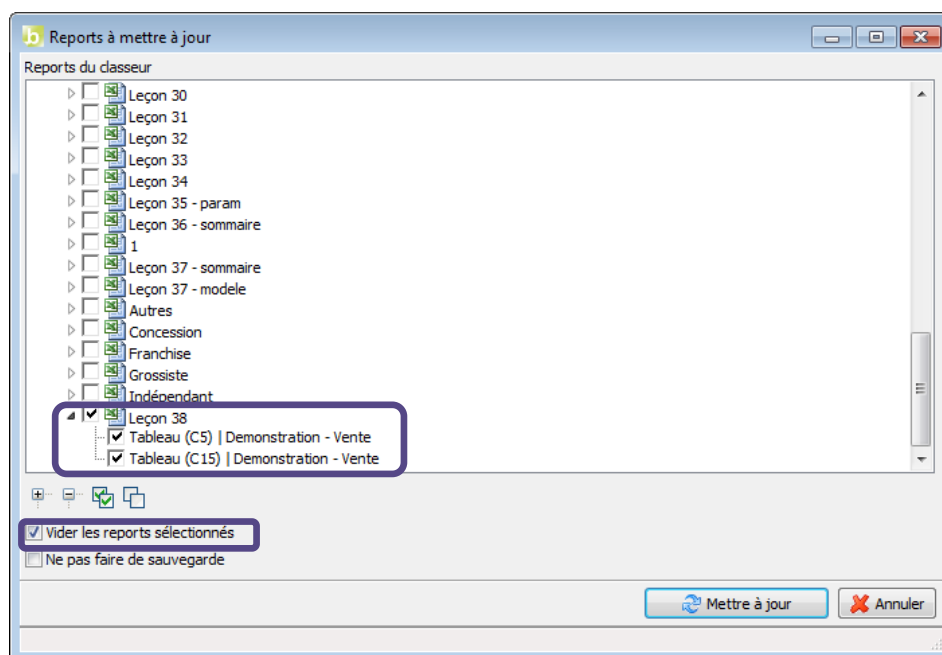 b Reports à mettre à jour
Reports du classeur
Leçon 30
Leçon 31
Leçon 32
Leçon 33
Leçon 34
Leçon 35 - param
Leçon 36 - sommaire
1
Leçon 37 - sommaire
Leçon 37 - modele
Autres
Concession
Franchise
Grossiste
Indépendant
Leçon 38
Tableau (C5) | Demonstration - Vente
Tableau (C15) | Demonstration - Vente
Vider les reports sélectionnés
Ne pas faire de sauvegarde
Mettre à jour Annuler